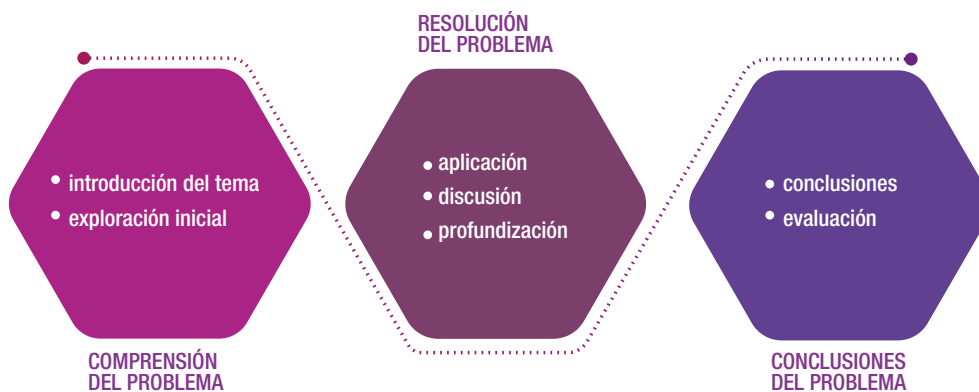 COMPRENSIÓN
DEL PROBLEMA
• introducción del tema
• exploración inicial
RESOLUCIÓN
DEL PROBLEMA
• aplicación
• discusión
• profundización
CONCLUSIONES
DEL PROBLEMA
• conclusiones
• evaluación